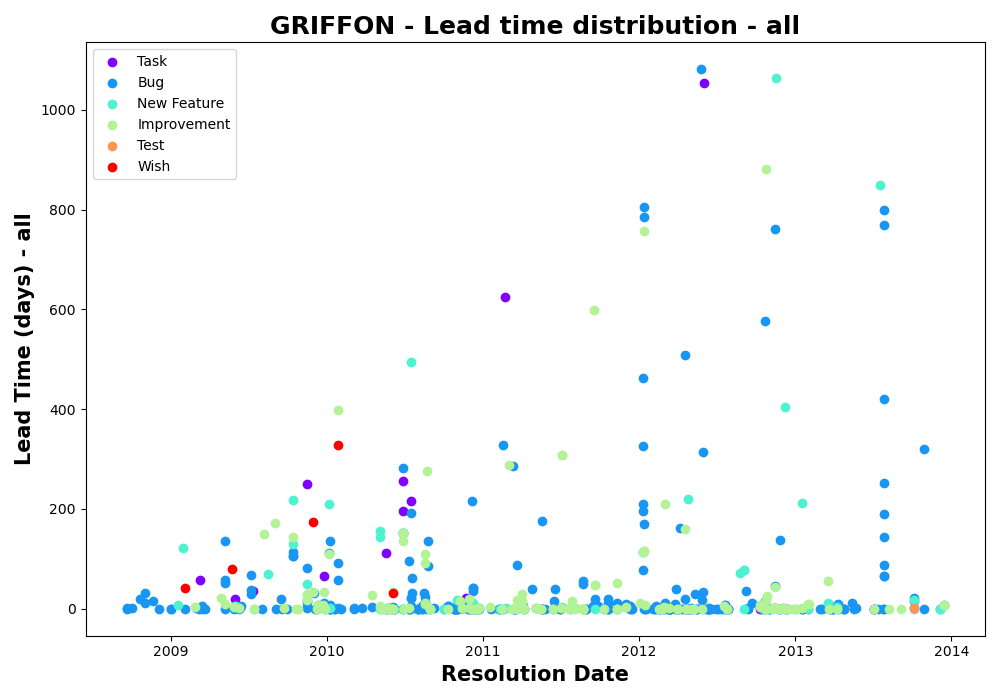 GRIFFON - Lead time distribution - all
Task
Bug
New Feature
Improvement
Test
Wish
Lead Time (days) - all
1000
800
600
400
200
0
2009 2010 2011 2012 2013 2014
Resolution Date